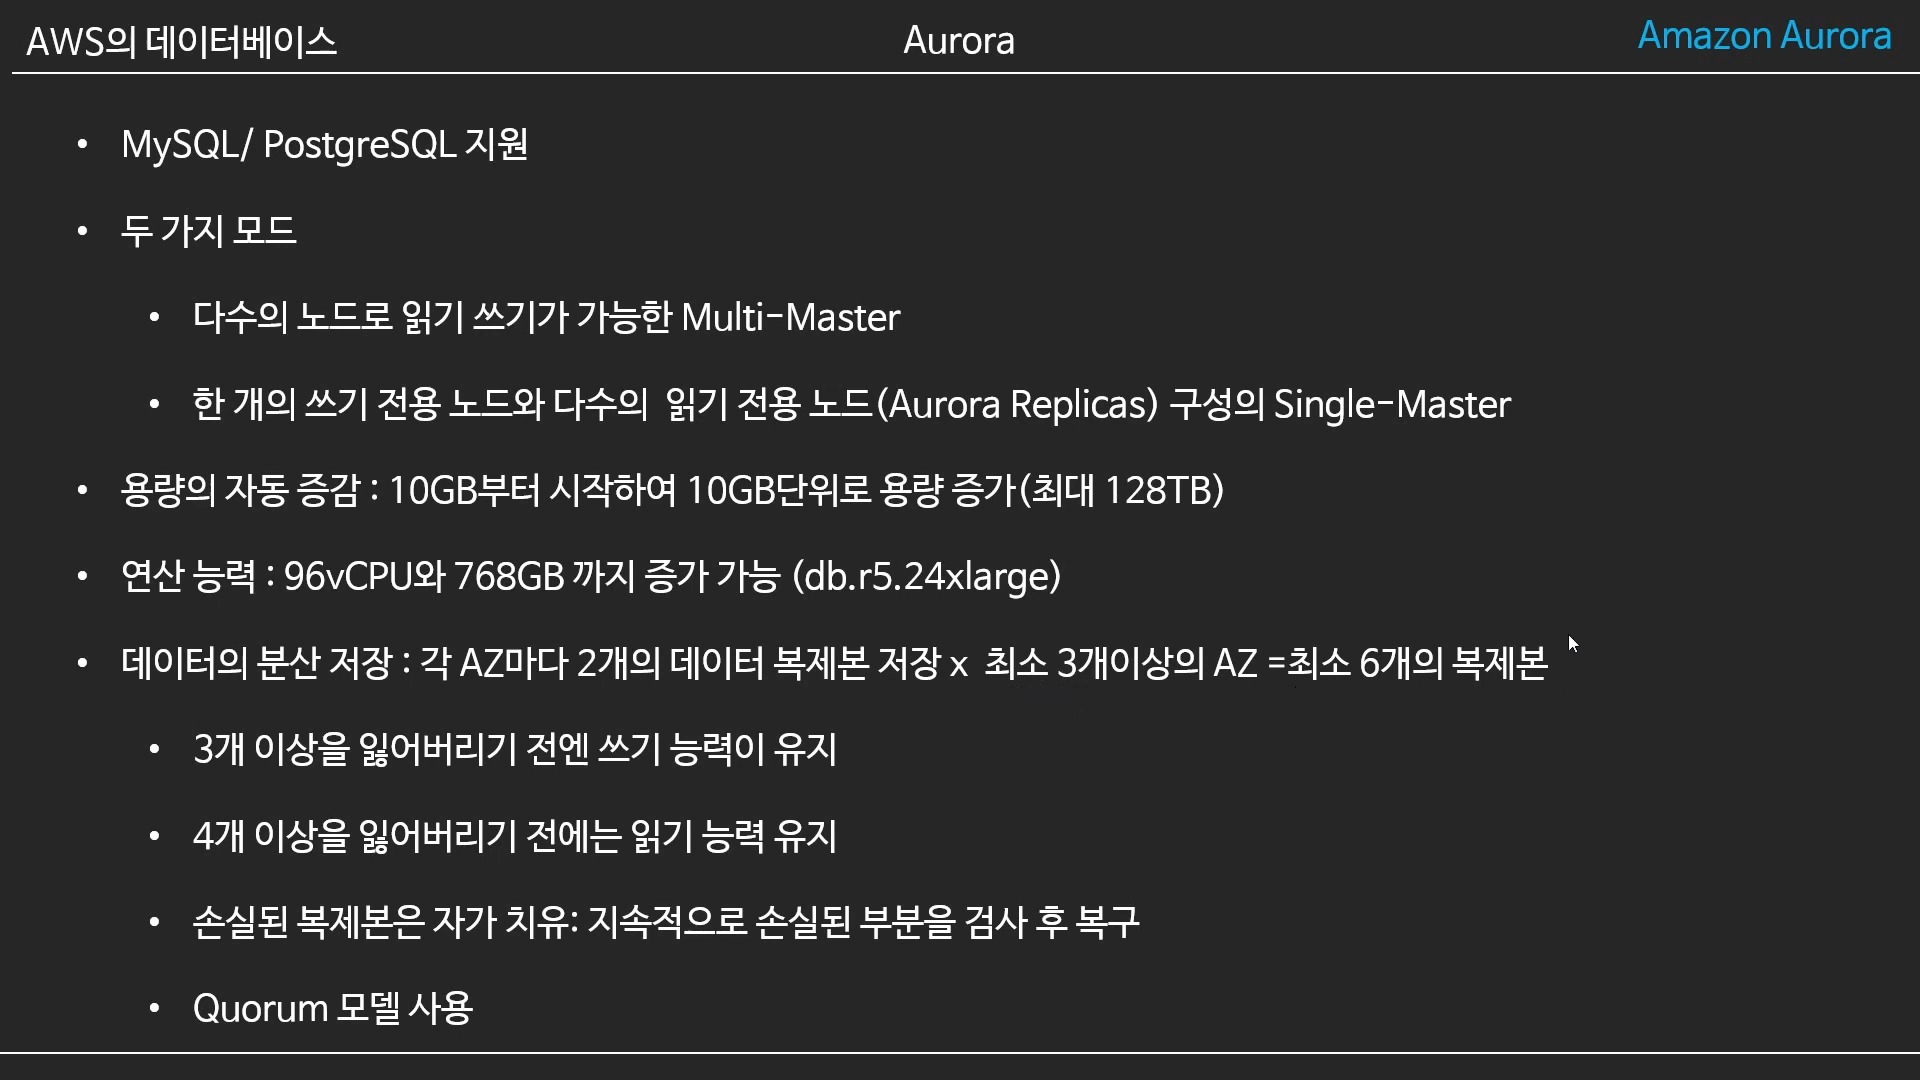 AWS의 데이터베이스
Aurora
Amazon Aurora
• MySQL/ PostgreSQL 지원
• 두 가지 모드
• 다수의 노드로 읽기 쓰기가 가능한 Multi-Master
• 한 개의 쓰기 전용 노드와 다수의 읽기 전용 노드(Aurora Replicas) 구성의 Single-Master
• 용량의 자동 증감 : 10GB부터 시작하여 10GB단위로 용량 증가(최대 128TB)
• 연산 능력 : 96vCPU와 768GB 까지 증가 가능 (db.r5.24xlarge)
• 데이터의 분산 저장 : 각 AZ마다 2개의 데이터 복제본 저장 x 최소 3개이상의 AZ =최소 6개의 복제본
• 3개 이상을 잃어버리기 전엔 쓰기 능력이 유지
• 4개 이상을 잃어버리기 전에는 읽기 능력 유지
• 손실된 복제본은 자가 치유: 지속적으로 손실된 부분을 검사 후 복구
• Quorum 모델 사용